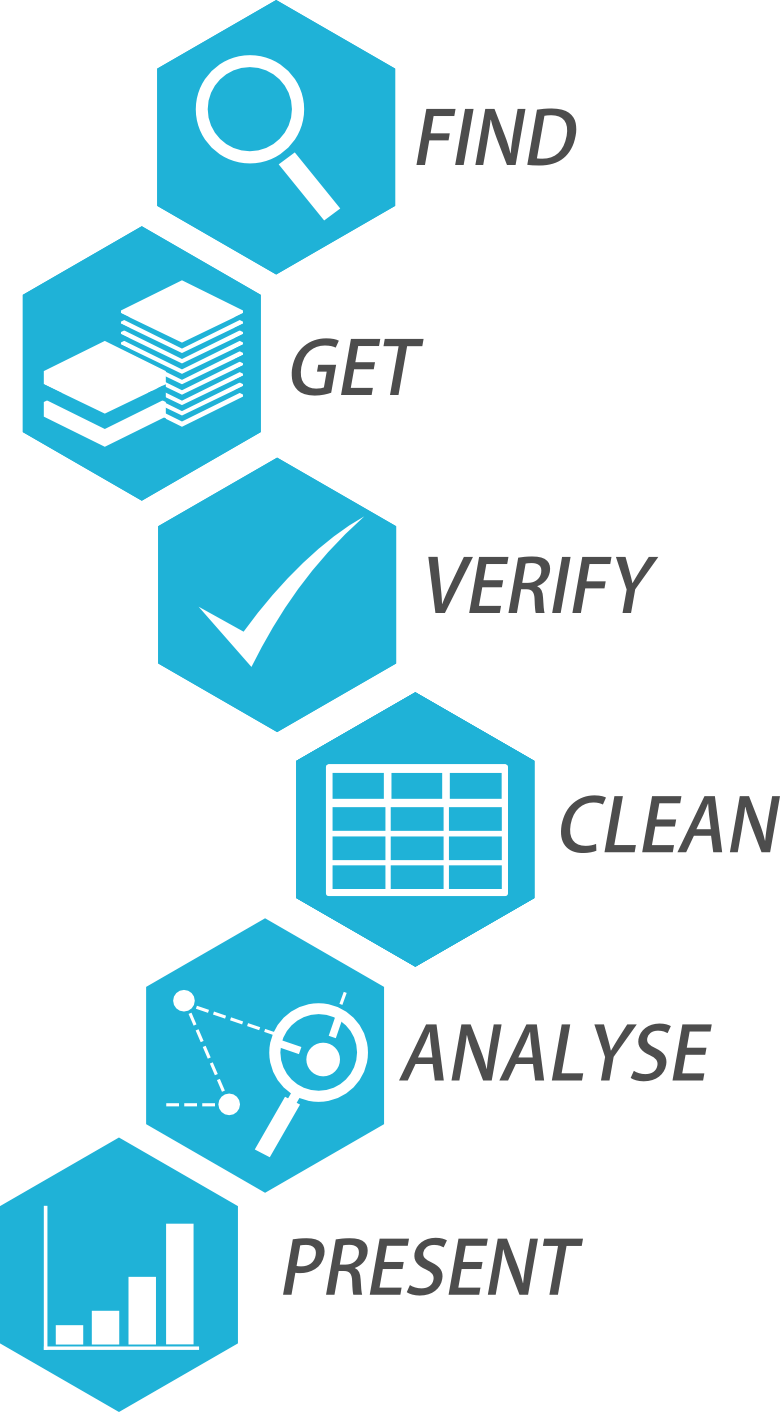 FIND
GET
VERIFY
CLEAN
ANALYSE
PRESENT